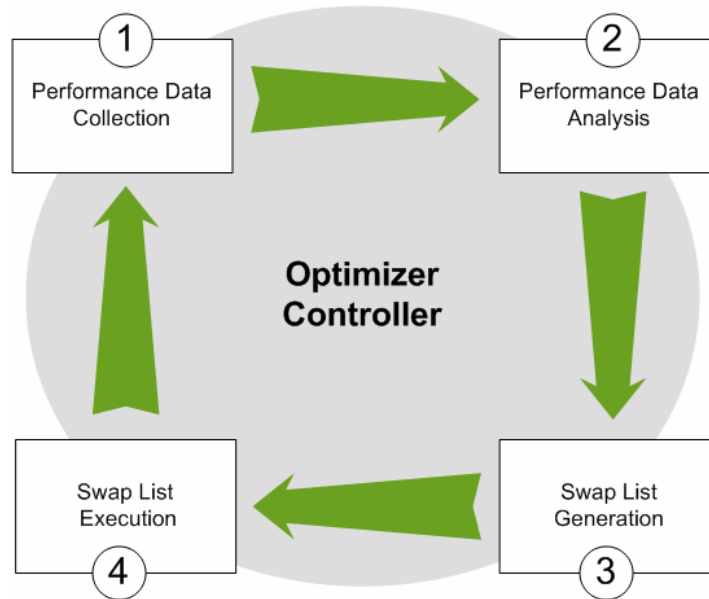 1
Performance Data
Collection
2
Performance Data
Analysis
Optimizer
Controller
Swap List
Execution
4
Swap List
Generation
3